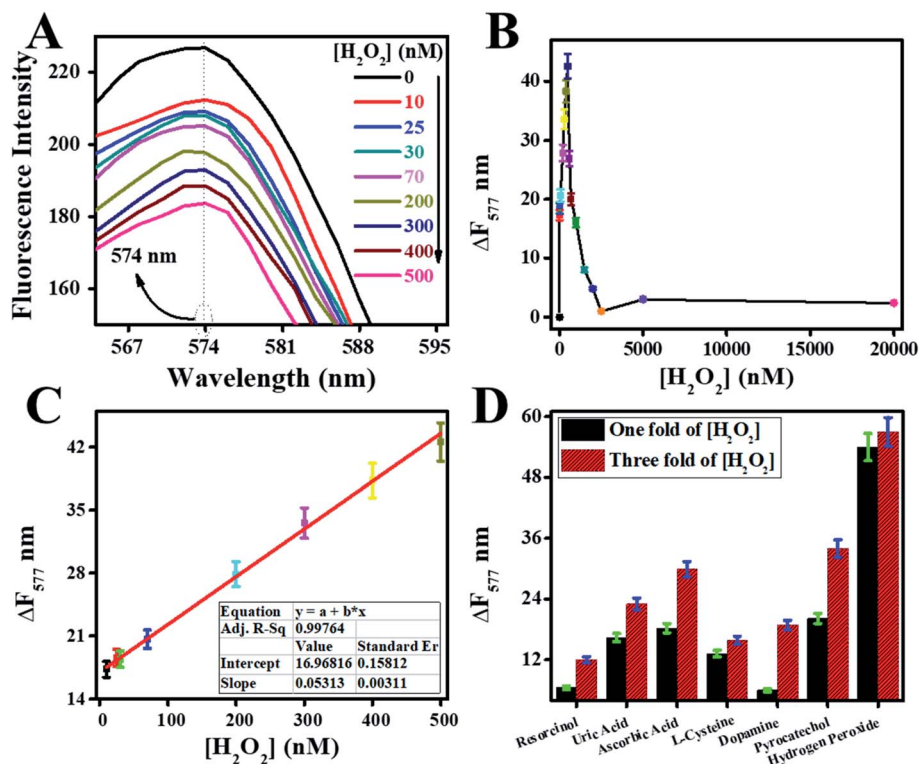 A
Fluorescence Intensity
220
200
180
160
567
574
581
588
595
Wavelength (nm)
574 nm
[H₂O₂] (nM)
0
10
25
30
70
200
300
400
500
B
ΔF₅₇₇ nm
40
30
20
10
0
0
5000
10000
15000
20000
[H₂O₂] (nM)
C
ΔF₅₇₇ nm
42
35
28
21
14
0
100
200
300
400
500
[H₂O₂] (nM)
Equation y = a + b*x
Adj. R-Sq 0.99764
Value Standard Er
Intercept 16.96816 0.15812
Slope 0.05313 0.00311
D
ΔF₅₇₇ nm
60
48
36
24
12
One fold of [H₂O₂]
Three fold of [H₂O₂]
Resorcinol
Uric Acid
Ascorbic Acid
L-Cysteine
Dopamine
Pyrocatechol
Hydrogen Peroxide